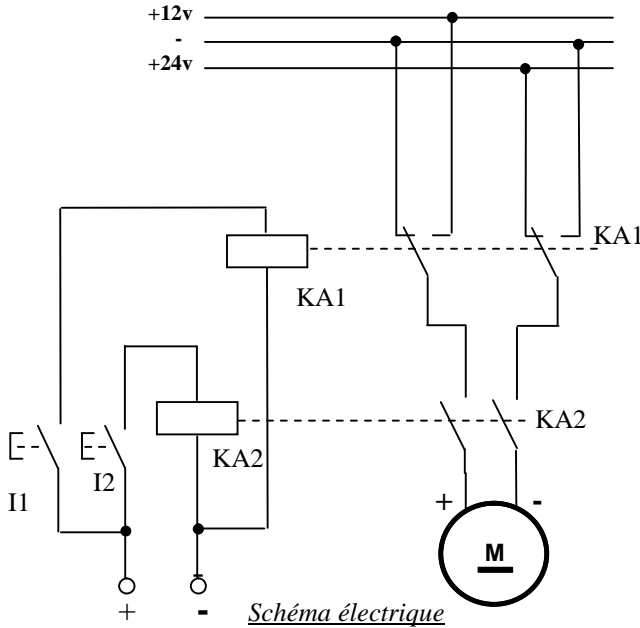 +12v
-
+24v
KA1
KA1
KA2
KA2
I1
I2
+ -
M
+ -
Schéma électrique